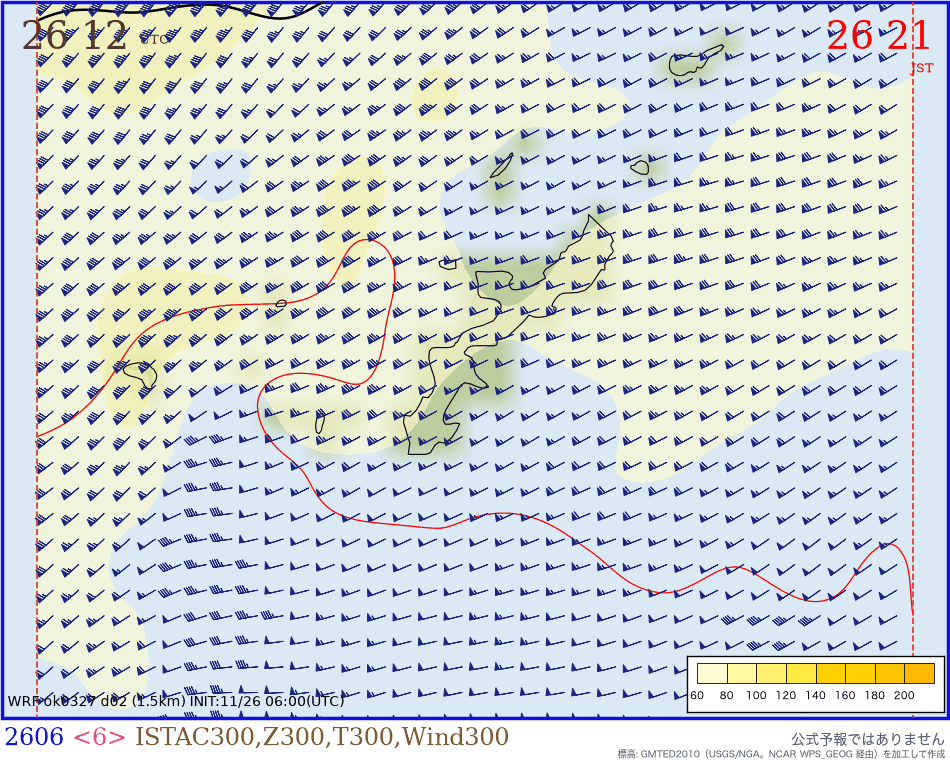 26 12 UTC
26 21
JST
60 80 100 120 140 160 180 200
WRF-ok0327 d02 (1.5km) INIT:11/26 06:00(UTC)
2606 <6> ISTAC300,Z300,T300,Wind300
公式予報ではありません
標高: GMTED2010（USGS/NGA。NCAR WPS_GEOG 経由）を加工して作成